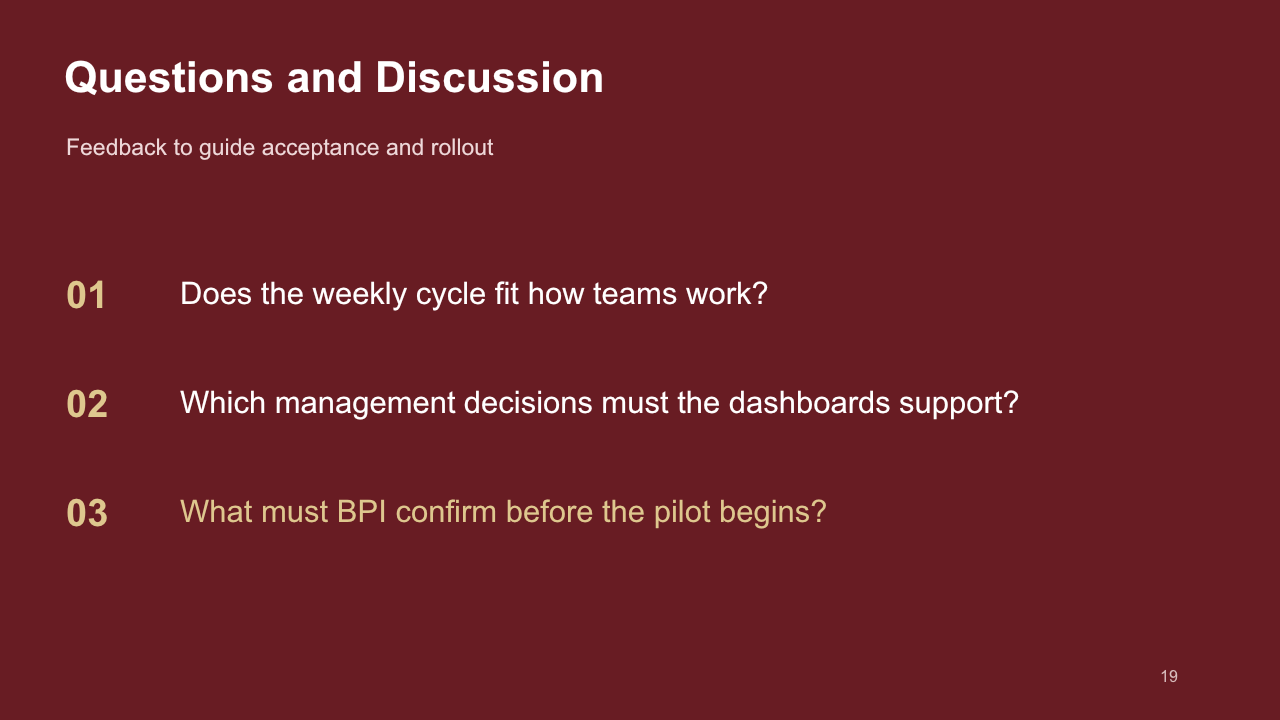 Questions and Discussion
Feedback to guide acceptance and rollout
01 Does the weekly cycle fit how teams work?
02 Which management decisions must the dashboards support?
03 What must BPI confirm before the pilot begins?
19